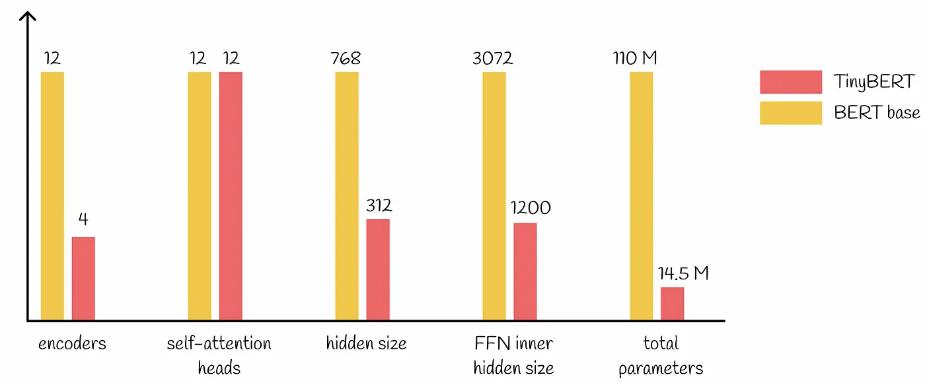 12
4
encoders
12
12
self-attention
heads
768
312
hidden size
3072
1200
FFN inner
hidden size
110 M
14.5 M
total
parameters
TinyBERT
BERT base